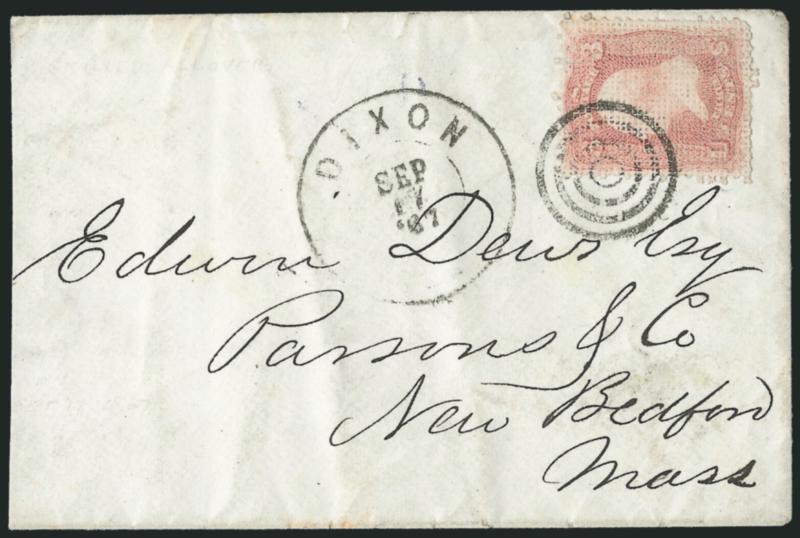 DIXON
SEP
17
'67
Edwin Dews Esq
Parsons & Co
New Bedford
Mass